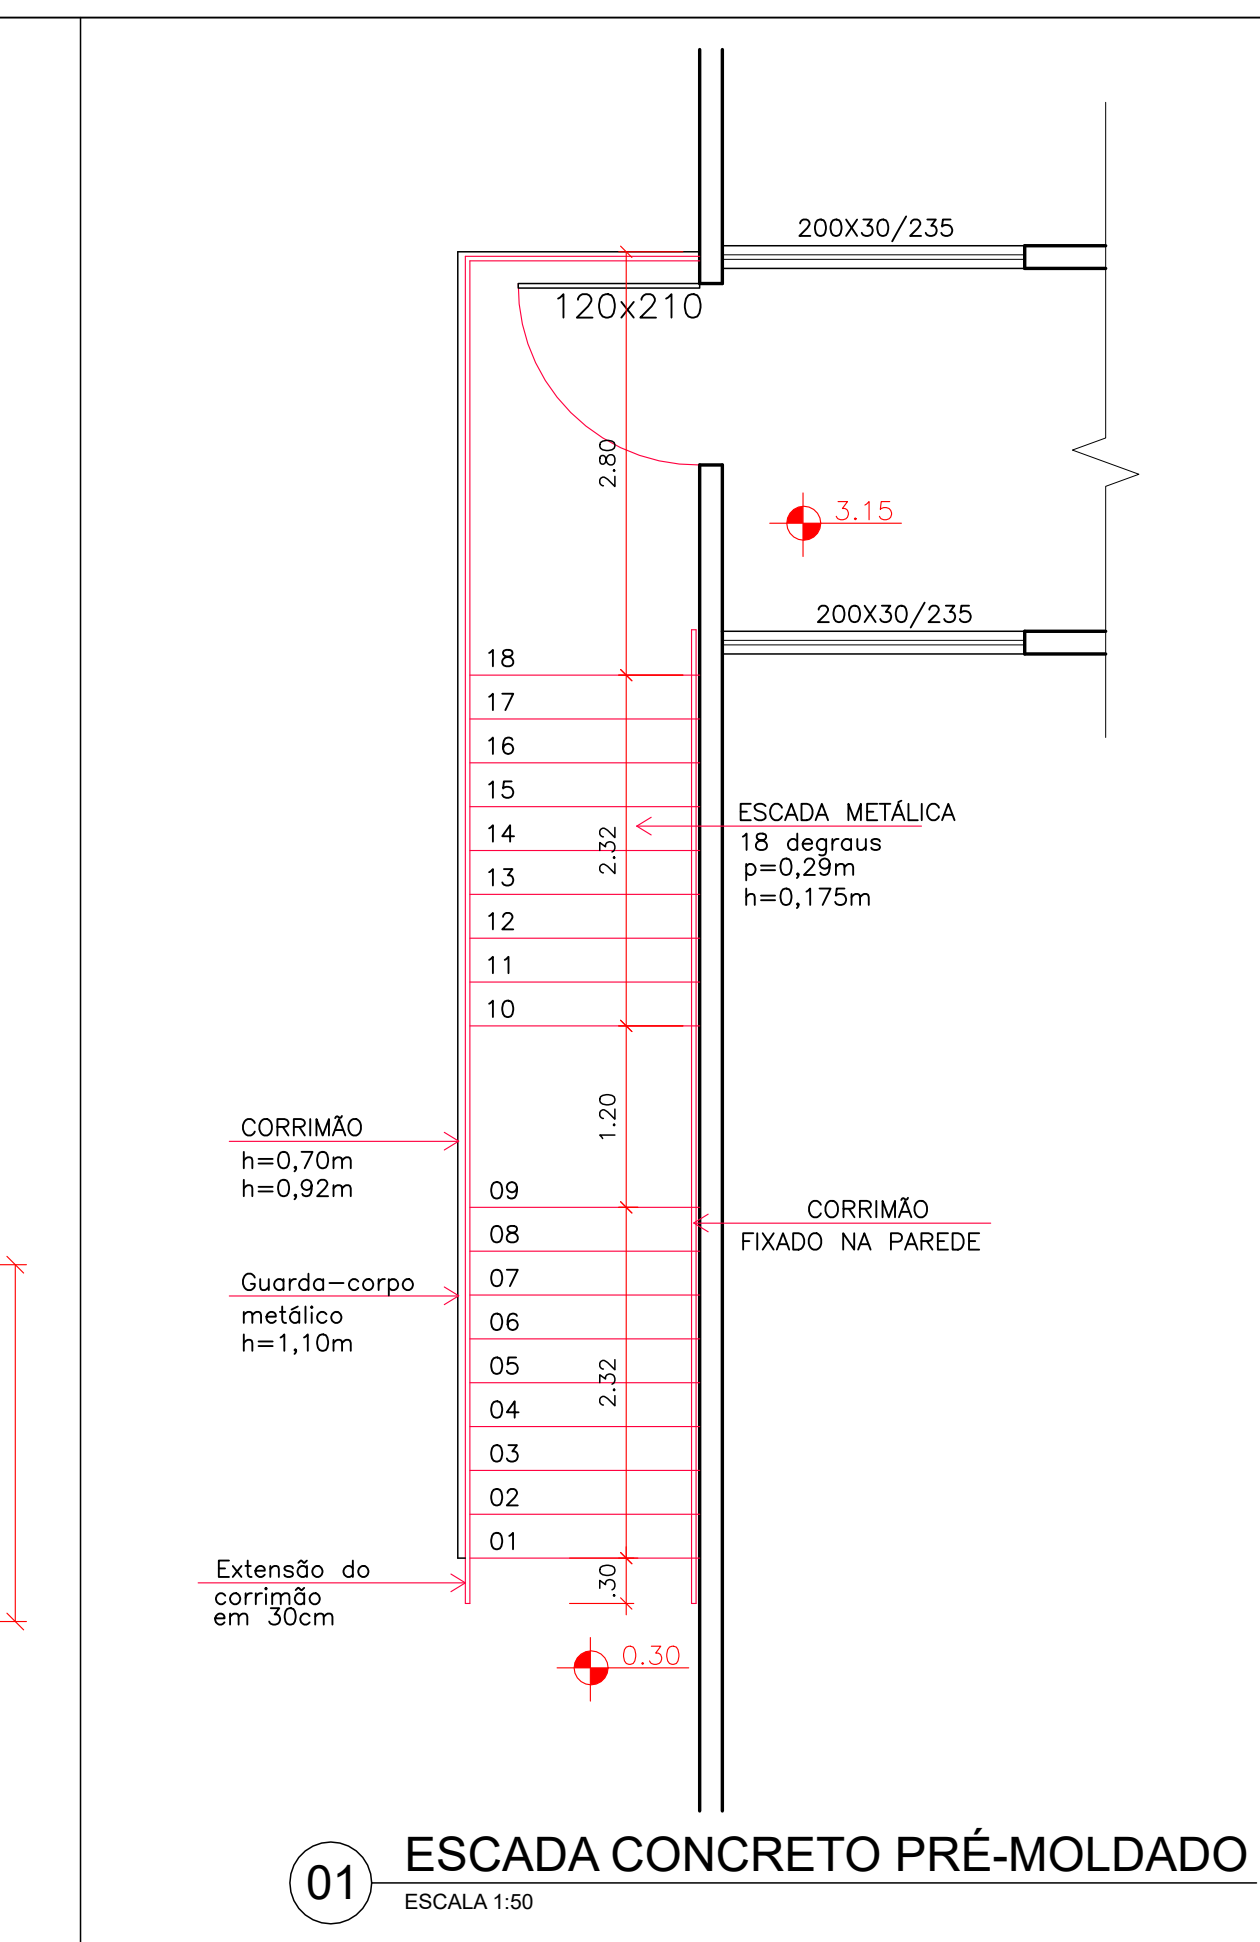 200X30/235
120x210
2.80
3.15
200X30/235
18
17
16
15
14
13
12
11
10
2.32
ESCADA METÁLICA
18 degraus
p=0,29m
h=0,175m
1.20
CORRIMÃO
h=0,70m
h=0,92m
09
08
07
06
05
04
03
02
01
CORRIMÃO
FIXADO NA PAREDE
Guarda-corpo
metálico
h=1,10m
2.32
Extensão do
corrimão
em 30cm
.30
0.30
01
ESCADA CONCRETO PRÉ-MOLDADO
ESCALA 1:50